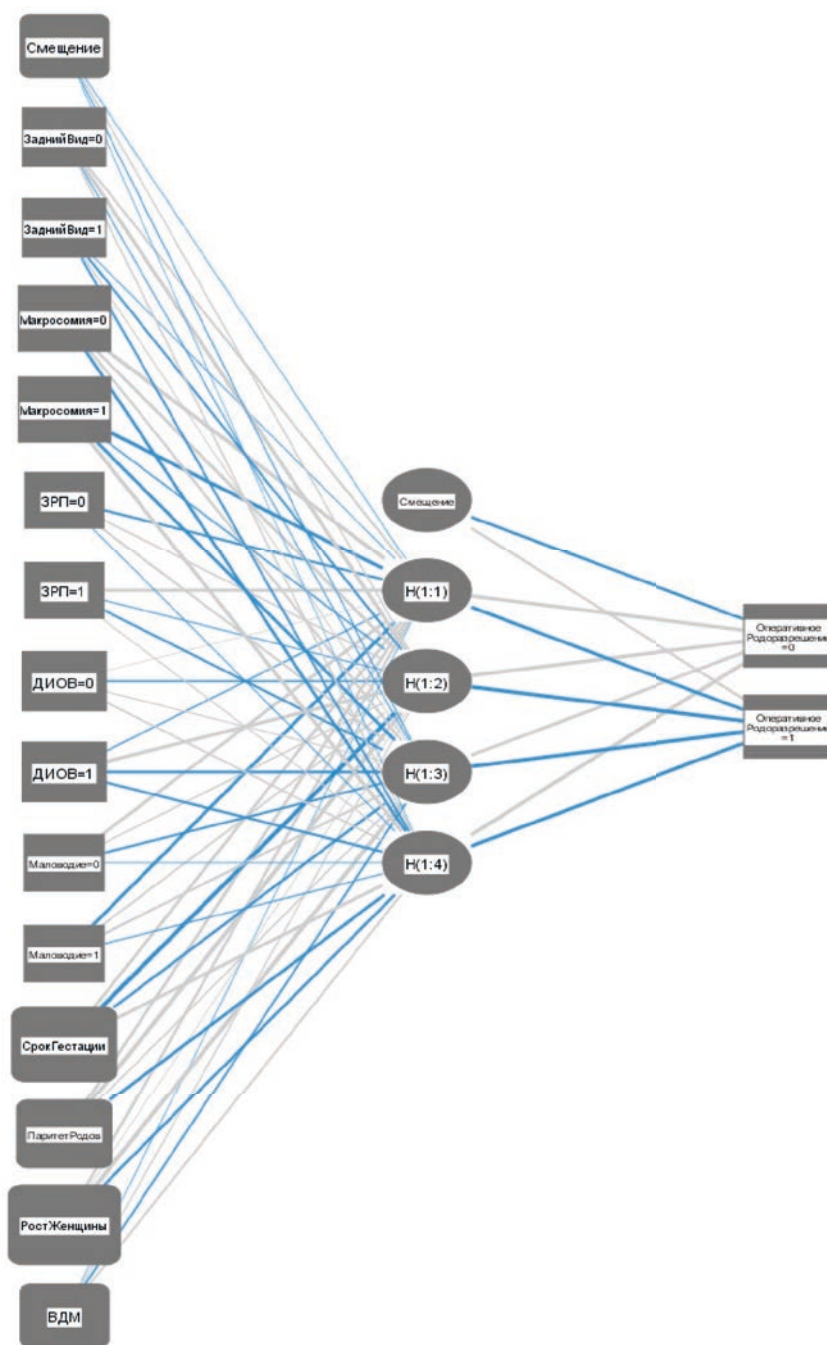 Смещение
ЗаднийВид=0
ЗаднийВид=1
Макросомия=0
Макросомия=1
ЗРП=0
ЗРП=1
ДИОВ=0
ДИОВ=1
Маловодие=0
Маловодие=1
СрокГестации
ПаритетРодов
РостЖенщины
ВДМ
Смещение
H(1:1)
H(1:2)
H(1:3)
H(1:4)
Оперативное
Родоразрешение
=0
Оперативное
Родоразрешение
=1